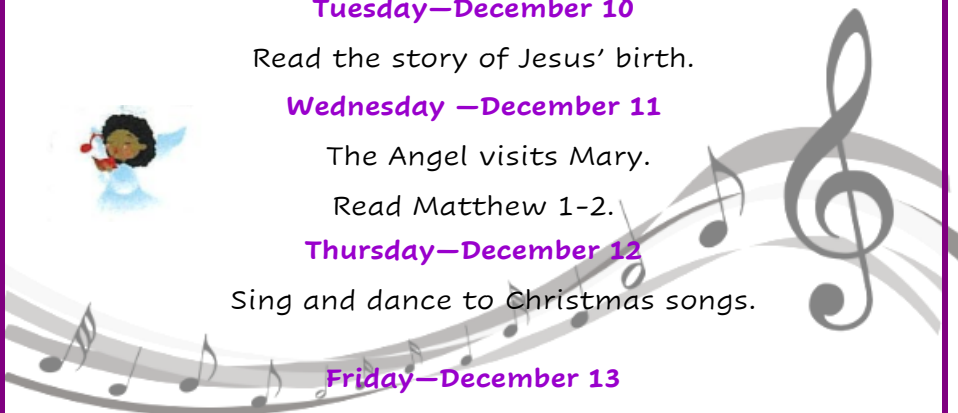 Tuesday—December 10
Read the story of Jesus’ birth.
Wednesday —December 11
The Angel visits Mary.
Read Matthew 1-2.
Thursday—December 12
Sing and dance to Christmas songs.
Friday—December 13